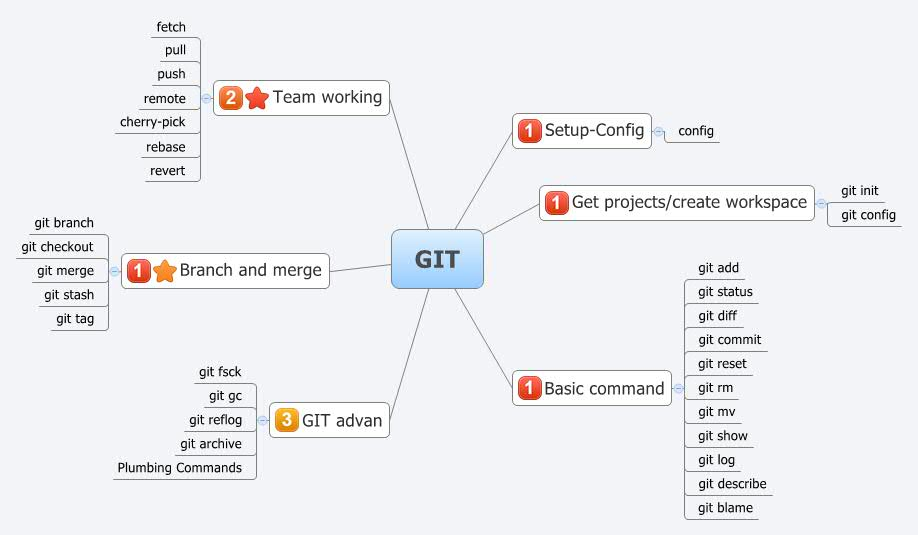 GIT
2 Team working
fetch
pull
push
remote
cherry-pick
rebase
revert
1 Setup-Config
config
1 Get projects/create workspace
git init
git config
1 Branch and merge
git branch
git checkout
git merge
git stash
git tag
1 Basic command
git add
git status
git diff
git commit
git reset
git rm
git mv
git show
git log
git describe
git blame
3 GIT advan
git fsck
git gc
git reflog
git archive
Plumbing Commands